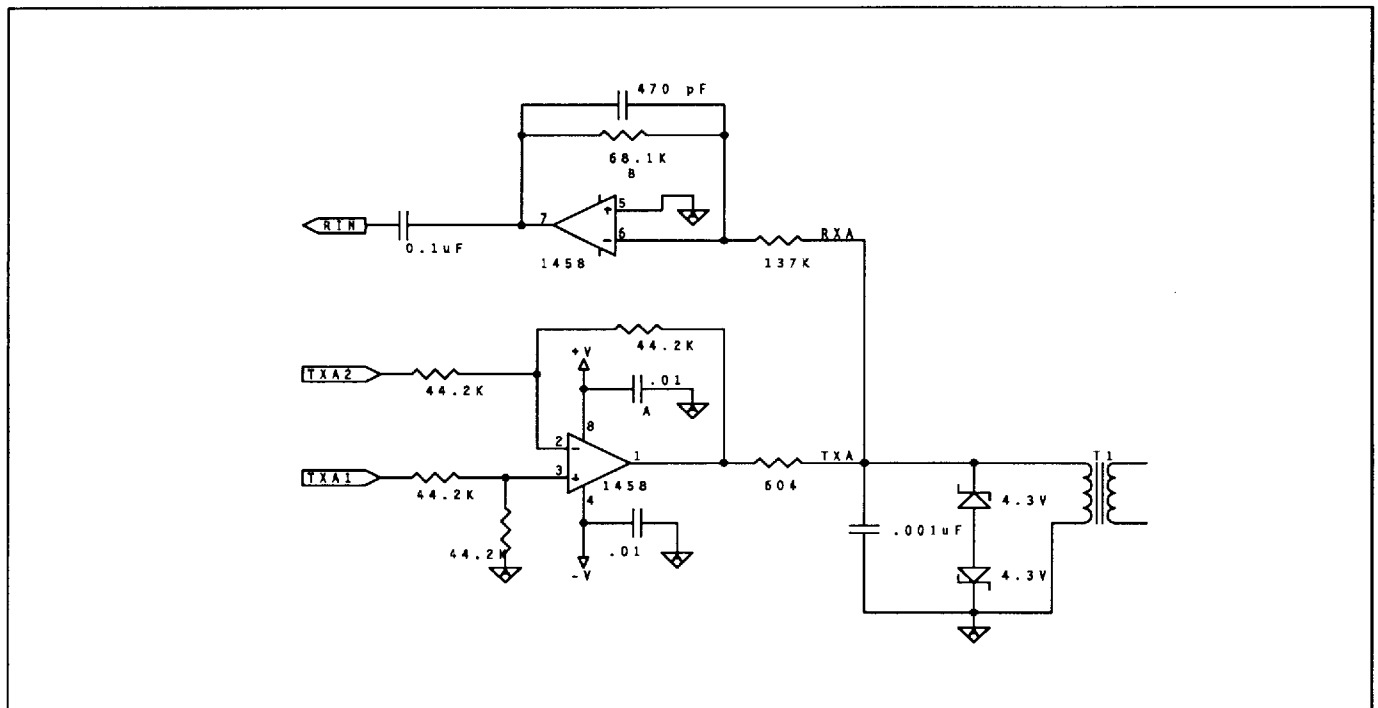 470 pF
68.1K
B
5
7
6
RIN
0.1uF
1458
137K
RXA
44.2K
+V
.01
A
TXA2
44.2K
8
2
3
1
TXA
T1
TXA1
44.2K
1458
604
4
4.3V
.001uF
44.2K
.01
-V
4.3V
A
A
A
A
A